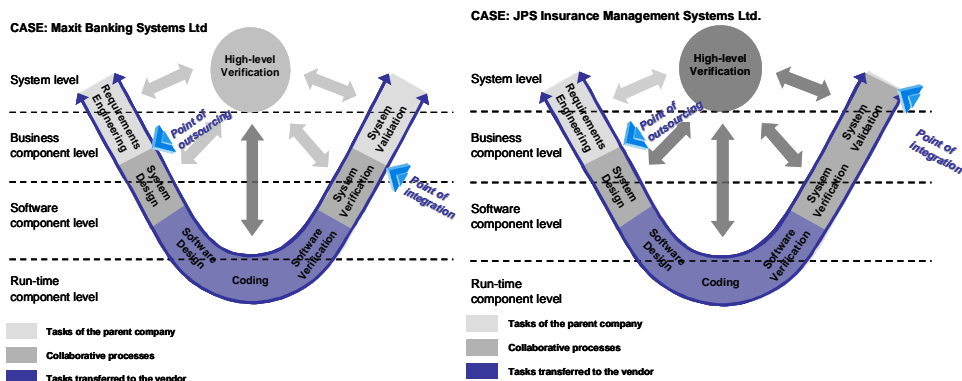 CASE: Maxit Banking Systems Ltd
High-level
Verification
System level
Requirements
Engineering
Point of
outsourcing
System
Validation
Business
component level
System
Design
System
Verification
Point of
integration
Software
component level
Software
Design
Software
Verification
Coding
Run-time
component level
Tasks of the parent company
Collaborative processes
Tasks transferred to the vendor
CASE: JPS Insurance Management Systems Ltd.
High-level
Verification
System level
Requirements
Engineering
Point of
outsourcing
System
Validation
Point of
integration
Business
component level
System
Design
System
Verification
Software
component level
Software
Design
Software
Verification
Coding
Run-time
component level
Tasks of the parent company
Collaborative processes
Tasks transferred to the vendor